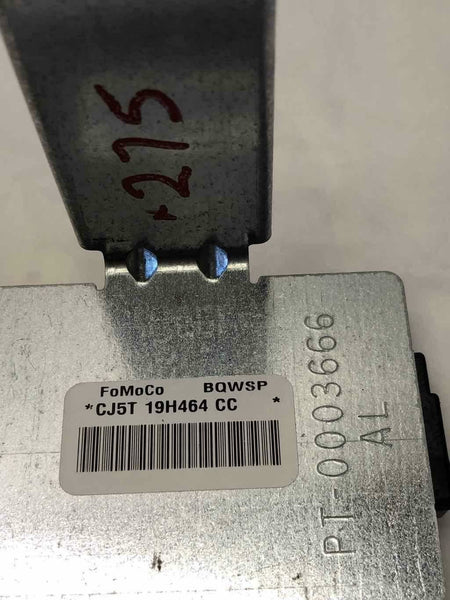 +275
FoMoCo BQWSP
*CJ5T 19H464 CC *
PT-0003666
AL